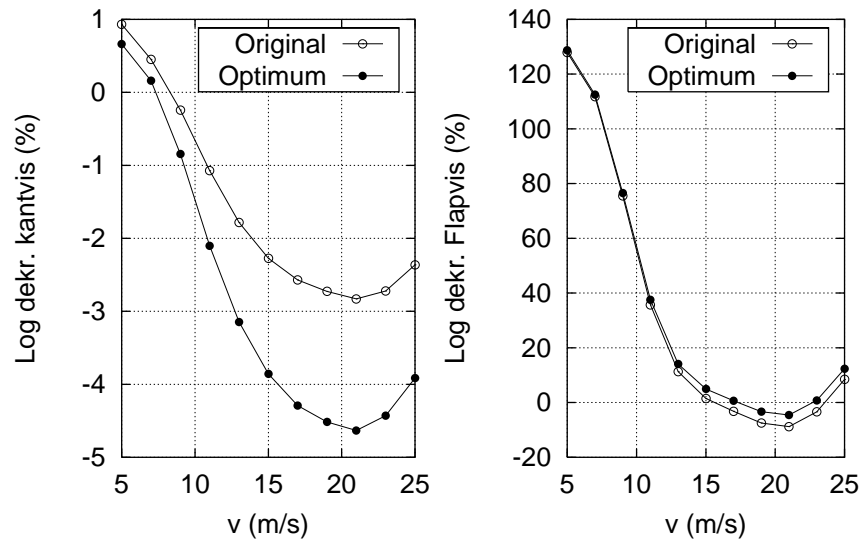 Log dekr. kantvis (%)
1
0
-1
-2
-3
-4
-5
5 10 15 20 25
v (m/s)
Original
Optimum
Log dekr. Flapvis (%)
140
120
100
80
60
40
20
0
-20
5 10 15 20 25
v (m/s)
Original
Optimum